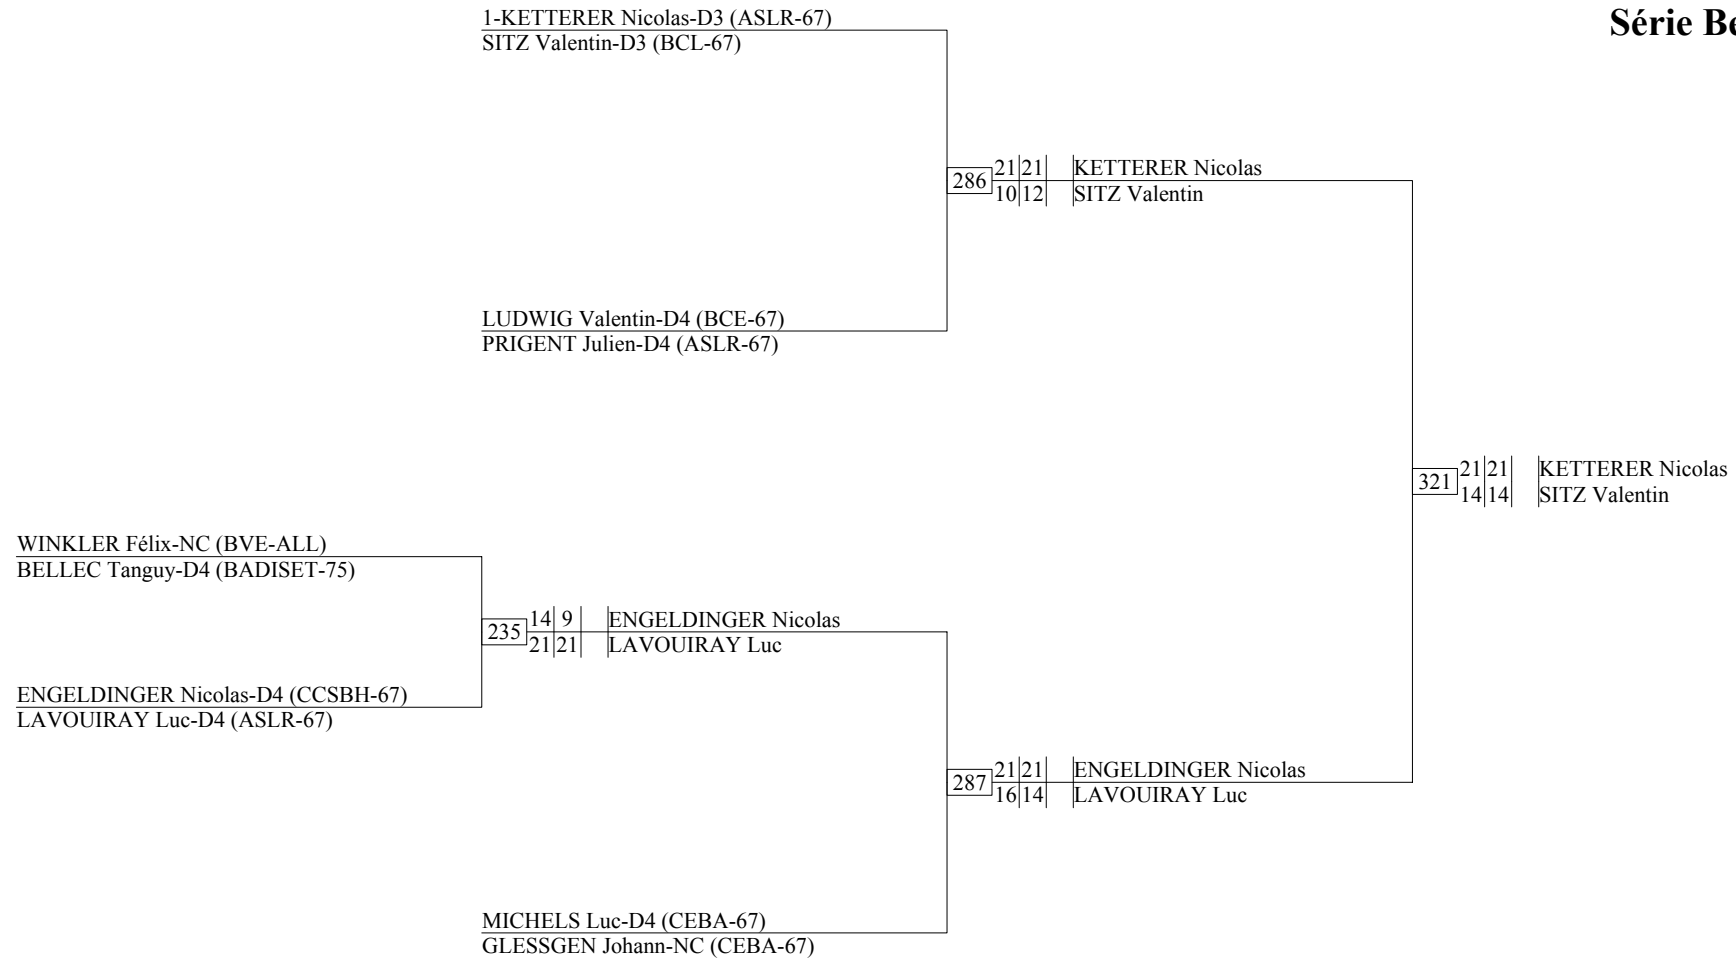 1-KETTERER Nicolas-D3 (ASLR-67)
SITZ Valentin-D3 (BCL-67)
Série
286
21 21 KETTERER Nicolas
10 12 SITZ Valentin
LUDWIG Valentin-D4 (BCE-67)
PRIGENT Julien-D4 (ASLR-67)
321
21 21 KETTERER Nicolas
14 14 SITZ Valentin
WINKLER Félix-NC (BVE-ALL)
BELLEC Tanguy-D4 (BADISET-75)
235
14 9 ENGELDINGER Nicolas
21 21 LAVOUIRAY Luc
ENGELDINGER Nicolas-D4 (CCSBH-67)
LAVOUIRAY Luc-D4 (ASLR-67)
287
21 21 ENGELDINGER Nicolas
16 14 LAVOUIRAY Luc
MICHELS Luc-D4 (CEBA-67)
GLESSGEN Johann-NC (CEBA-67)